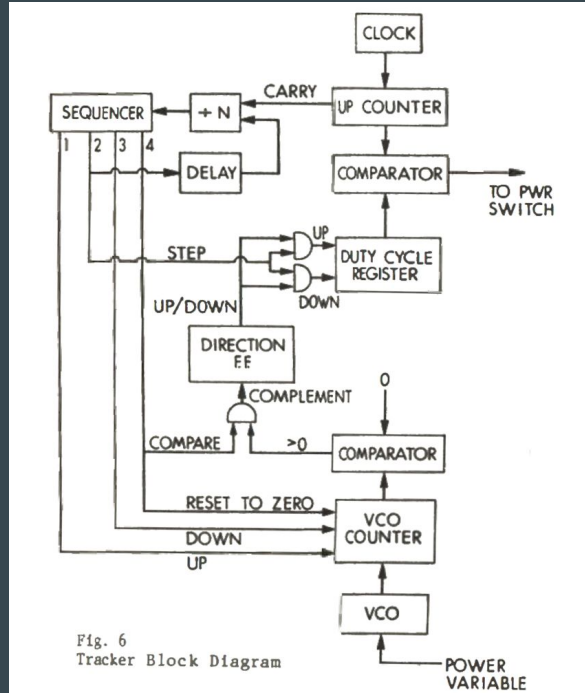 CLOCK
CARRY
SEQUENCER
÷ N
UP COUNTER
1 2 3 4
DELAY
COMPARATOR
TO PWR
SWITCH
UP
STEP
DUTY CYCLE
REGISTER
DOWN
UP/DOWN
DIRECTION
F.F
COMPLEMENT
0
COMPARE
>0
COMPARATOR
RESET TO ZERO
VCO
COUNTER
DOWN
UP
VCO
Fig. 6
Tracker Block Diagram
POWER
VARIABLE